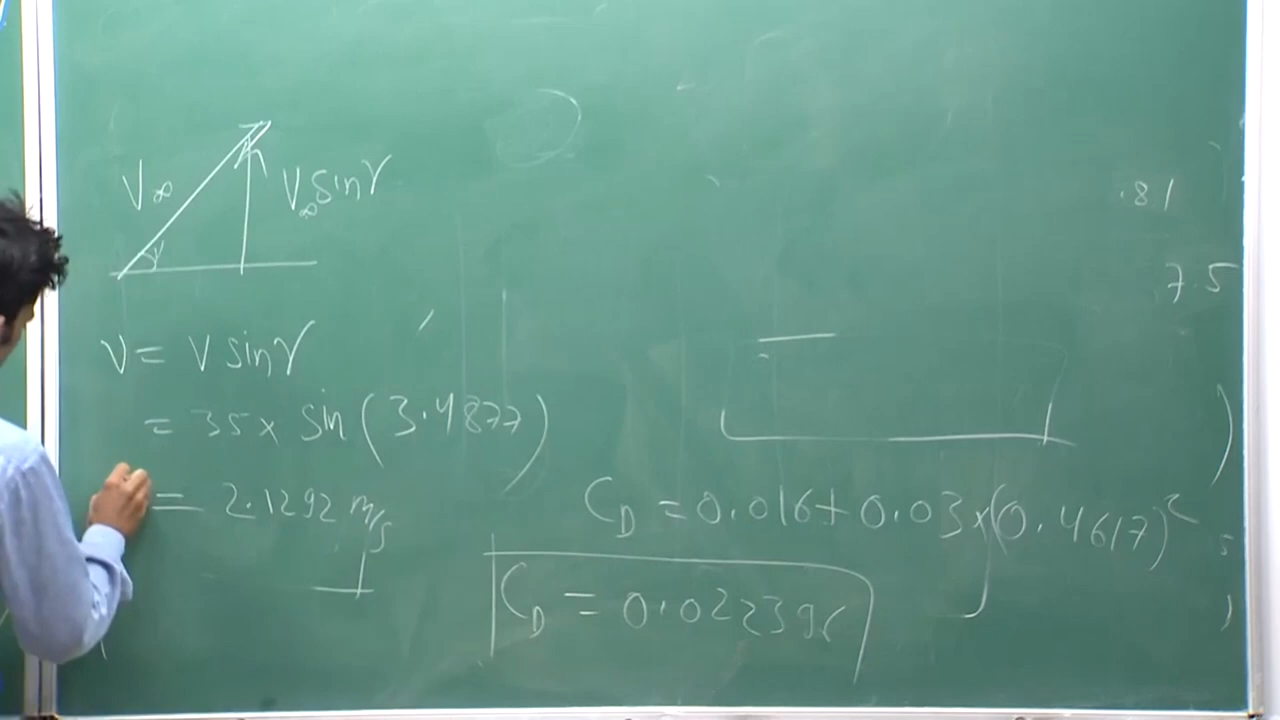 V∞
V∞ sinγ
γ
V = V sinγ
= 35 × sin (3.4877)
= 2.1292 m/s
.81
7.5
)
C_D = 0.016 + 0.03 × (0.4617)²
C_D = 0.022396